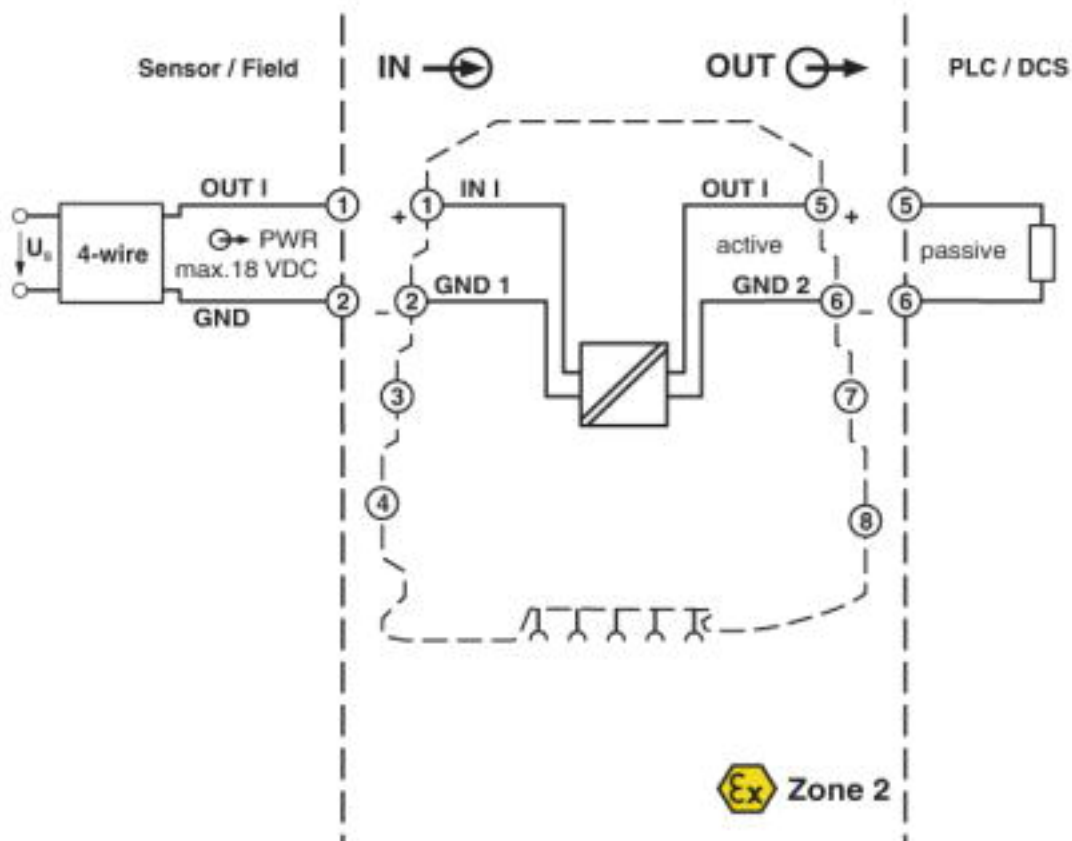 Sensor / Field
IN
OUT
PLC / DCS
OUT I
1
+
1
IN I
OUT I
5
+
5
Us
4-wire
PWR
max.18 VDC
active
passive
GND
2
-
2
GND 1
GND 2
6
-
6
3
7
4
8
Ex Zone 2